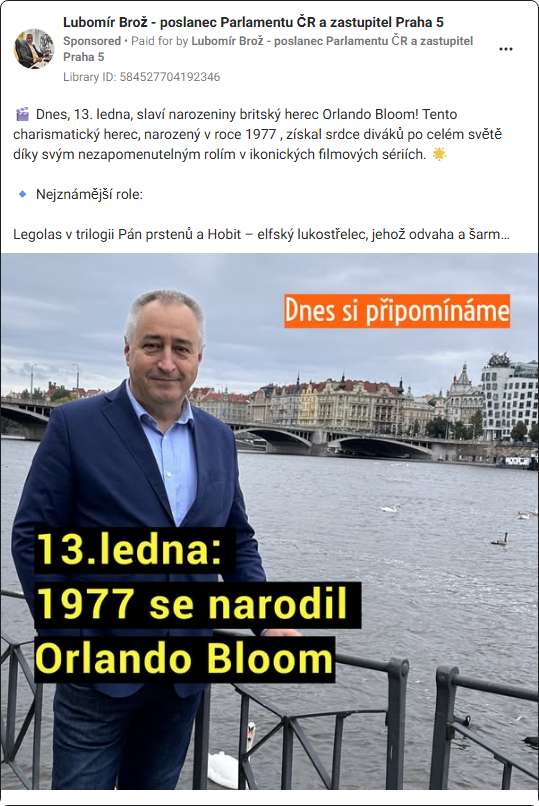 Lubomír Brož - poslanec Parlamentu ČR a zastupitel Praha 5
Sponsored • Paid for by Lubomír Brož - poslanec Parlamentu ČR a zastupitel
Praha 5
Library ID: 584527704192346
🎬 Dnes, 13. ledna, slaví narozeniny britský herec Orlando Bloom! Tento
charismatický herec, narozený v roce 1977 , získal srdce diváků po celém světě
díky svým nezapomenutelným rolím v ikonických filmových sériích. 🌟
🔹 Nejznámější role:
Legolas v trilogii Pán prstenů a Hobit – elfský lukostřelec, jehož odvaha a šarm…
Dnes si připomínáme
13.ledna:
1977 se narodil
Orlando Bloom